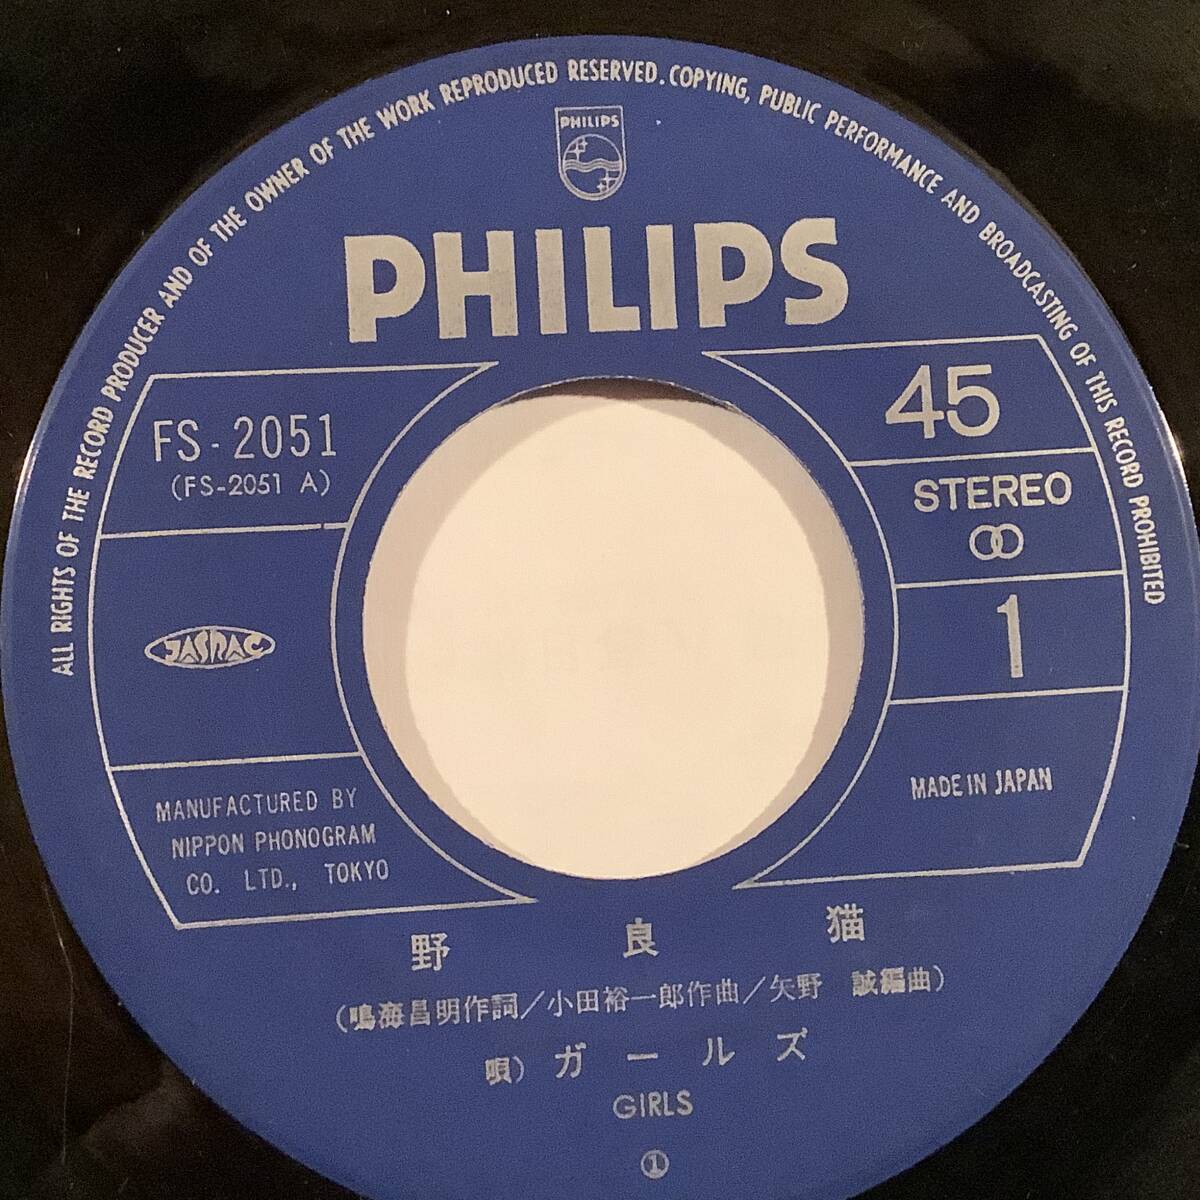 ALL RIGHTS OF THE RECORD PRODUCER AND OF THE OWNER OF THE WORK REPRODUCED RESERVED. COPYING, PUBLIC PERFORMANCE AND BROADCASTING OF THIS RECORD PROHIBITED
PHILIPS
PHILIPS
FS-2051
(FS-2051 A)
45
STEREO
1
JASRAC
MADE IN JAPAN
MANUFACTURED BY
NIPPON PHONOGRAM
CO. LTD., TOKYO
野良猫
(鳴海昌明作詞/小田裕一郎作曲/矢野 誠編曲)
唄) ガールズ
GIRLS
①